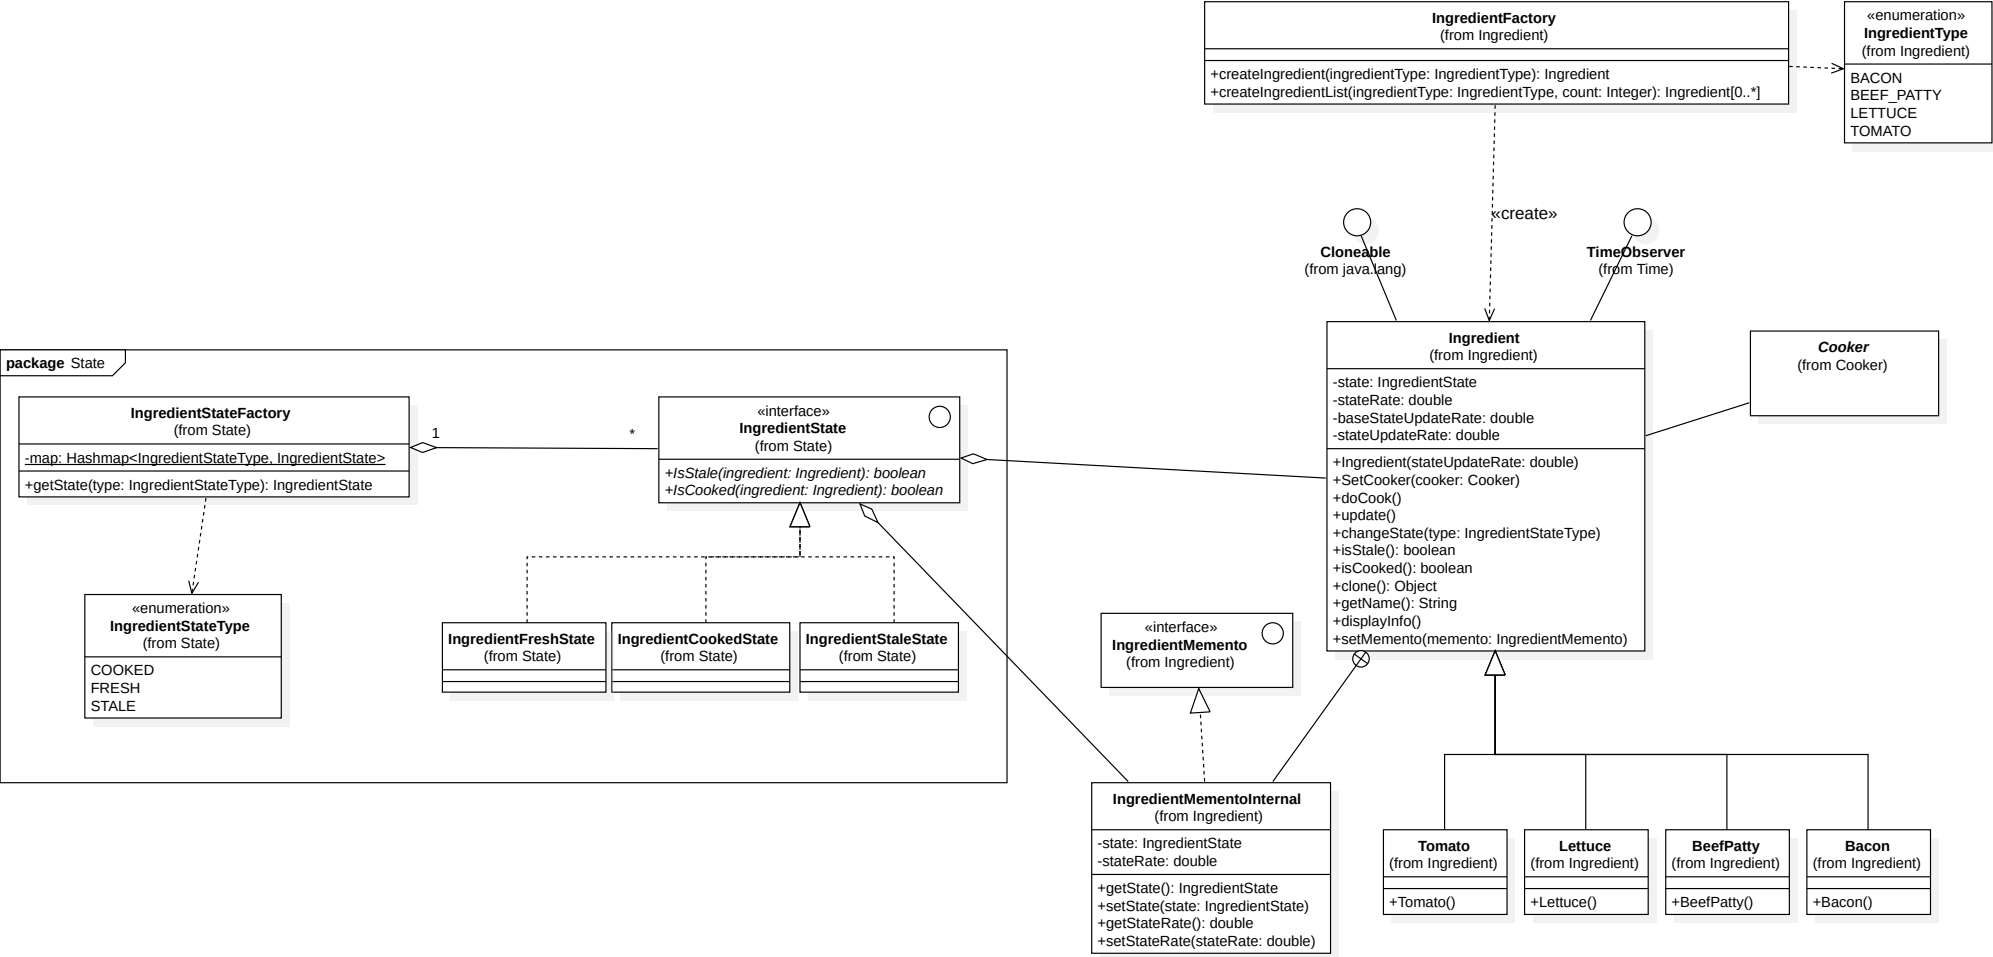 IngredientFactory
(from Ingredient)
+createIngredient(ingredientType: IngredientType): Ingredient
+createIngredientList(ingredientType: IngredientType, count: Integer): Ingredient[0..*]
«enumeration»
IngredientType
(from Ingredient)
BACON
BEEF_PATTY
LETTUCE
TOMATO
«create»
Cloneable
(from java.lang)
TimeObserver
(from Time)
Ingredient
(from Ingredient)
-state: IngredientState
-stateRate: double
-baseStateUpdateRate: double
-stateUpdateRate: double
+Ingredient(stateUpdateRate: double)
+SetCooker(cooker: Cooker)
+doCook()
+update()
+changeState(type: IngredientStateType)
+isStale(): boolean
+isCooked(): boolean
+clone(): Object
+getName(): String
+displayInfo()
+setMemento(memento: IngredientMemento)
Cooker
(from Cooker)
package State
IngredientStateFactory
(from State)
-map: Hashmap<IngredientStateType, IngredientState>
+getState(type: IngredientStateType): IngredientState
1
*
«interface»
IngredientState
(from State)
+IsStale(ingredient: Ingredient): boolean
+IsCooked(ingredient: Ingredient): boolean
«enumeration»
IngredientStateType
(from State)
COOKED
FRESH
STALE
IngredientFreshState
(from State)
IngredientCookedState
(from State)
IngredientStaleState
(from State)
«interface»
IngredientMemento
(from Ingredient)
IngredientMementoInternal
(from Ingredient)
-state: IngredientState
-stateRate: double
+getState(): IngredientState
+setState(state: IngredientState)
+getStateRate(): double
+setStateRate(stateRate: double)
Tomato
(from Ingredient)
+Tomato()
Lettuce
(from Ingredient)
+Lettuce()
BeefPatty
(from Ingredient)
+BeefPatty()
Bacon
(from Ingredient)
+Bacon()